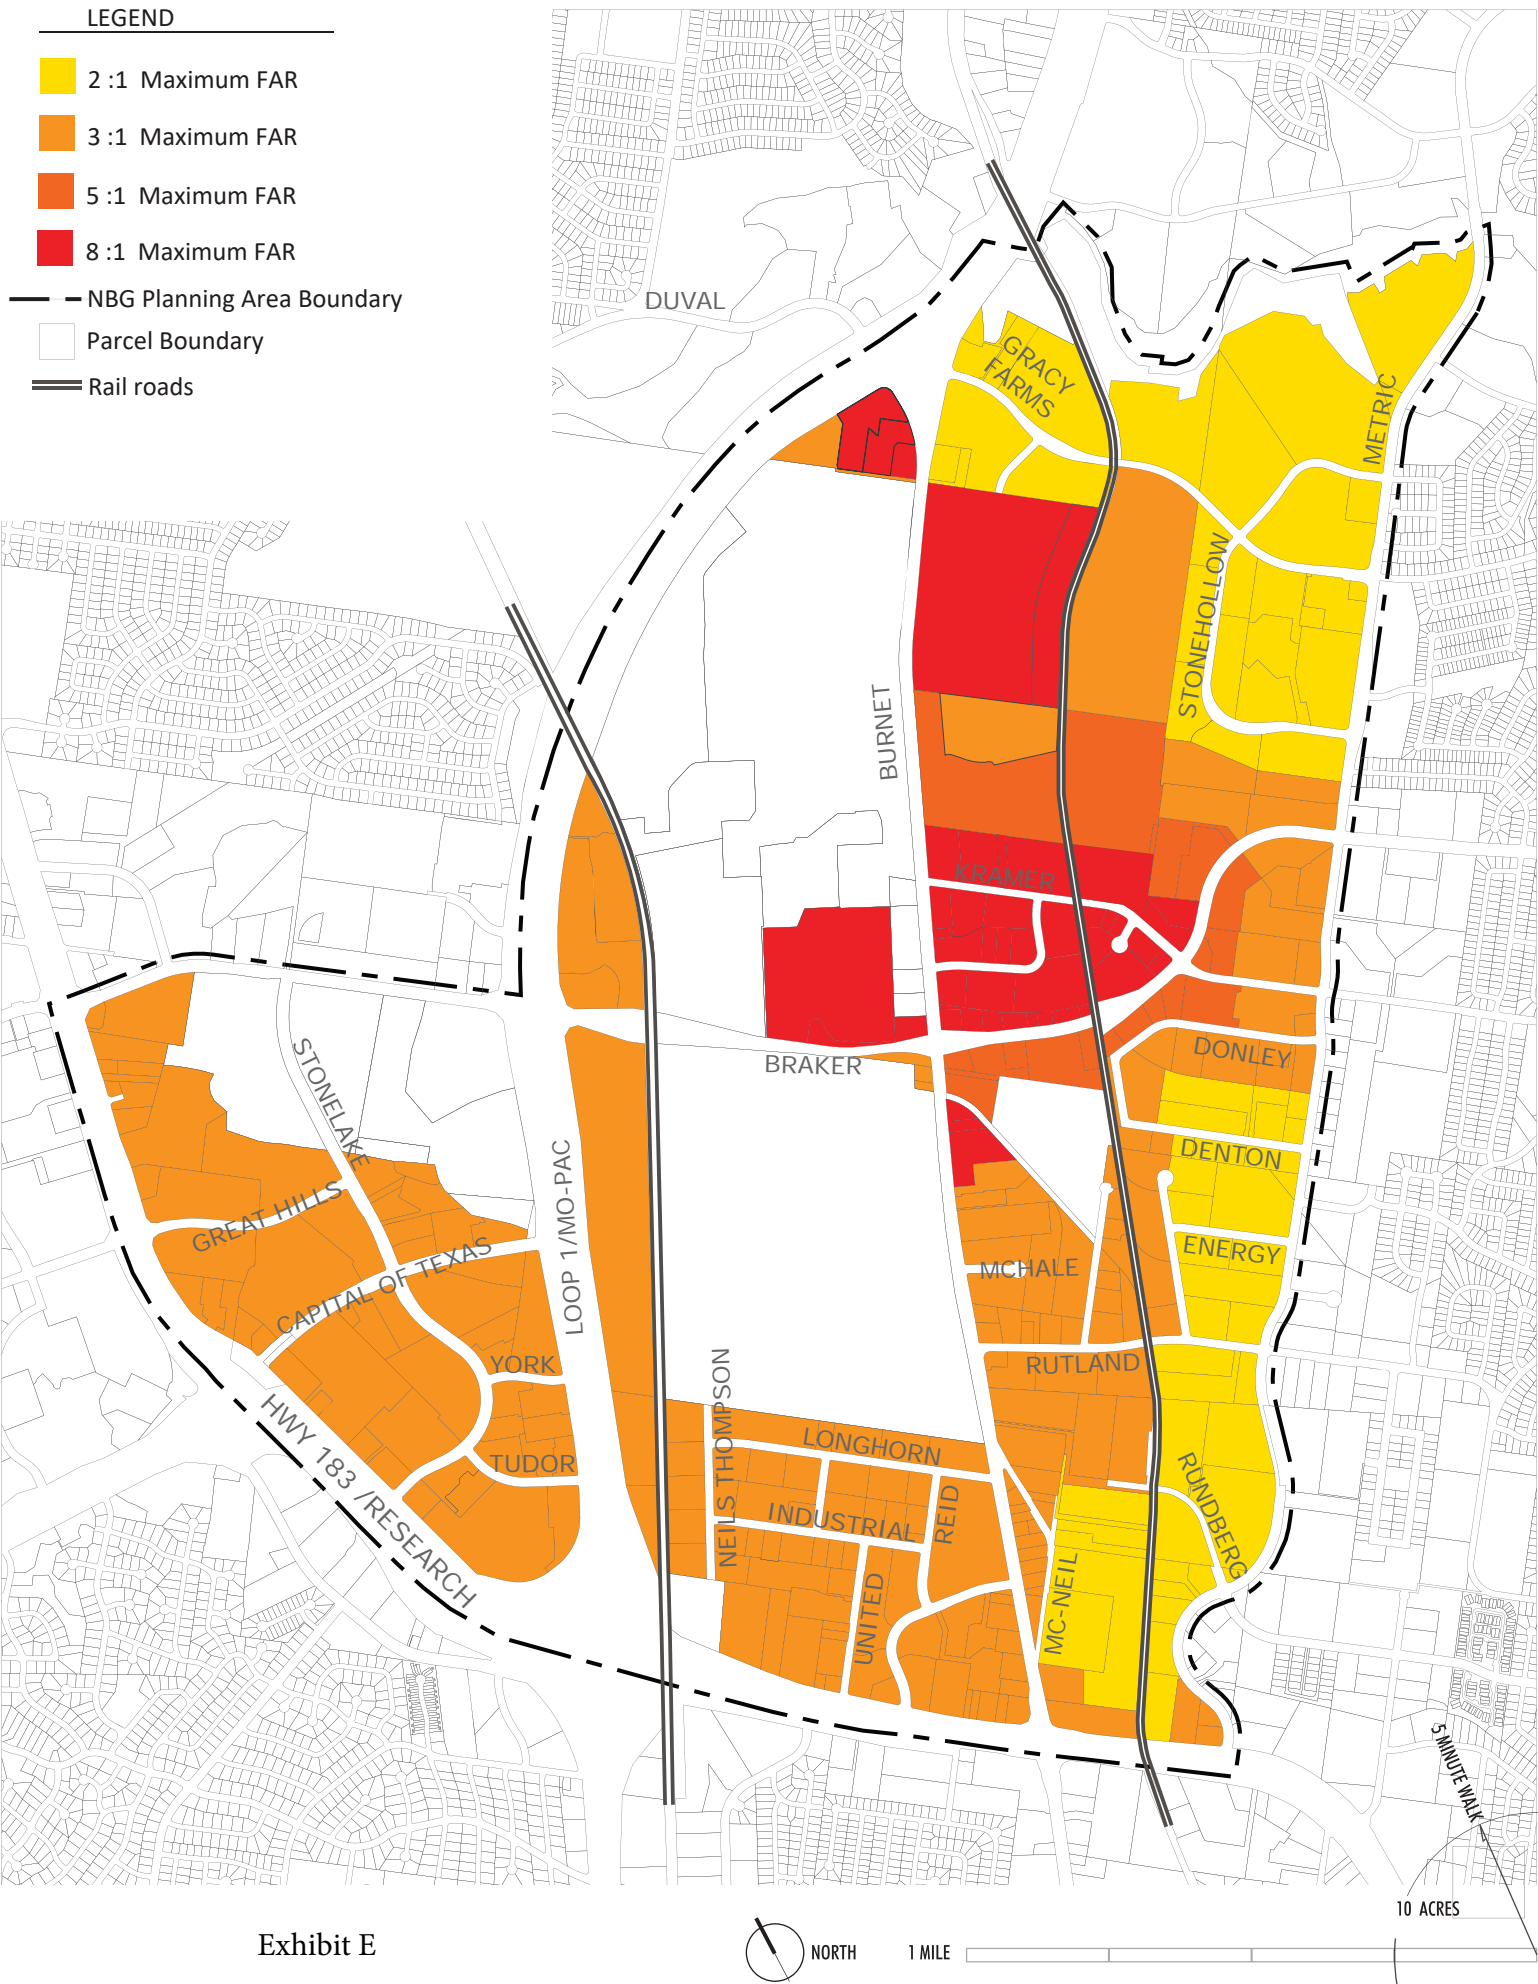 LEGEND
2 :1 Maximum FAR
3 :1 Maximum FAR
5 :1 Maximum FAR
8 :1 Maximum FAR
NBG Planning Area Boundary
Parcel Boundary
Rail roads
DUVAL
GRACY
FARMS
METRIC
STONEHOLLOW
BURNET
KRAMER
BRAKER
DONLEY
STONELAKE
DENTON
GREAT HILLS
LOOP 1/MO-PAC
CAPITAL OF TEXAS
ENERGY
MCHALE
YORK
RUTLAND
NEILS THOMPSON
HWY 183 /RESEARCH
TUDOR
LONGHORN
REID
INDUSTRIAL
RUNDBERG
UNITED
MC-NEIL
5 MINUTE WALK
10 ACRES
Exhibit E
NORTH
1 MILE